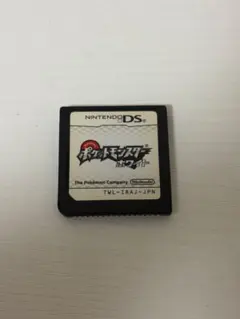 NINTENDO DS
ポケットモンスター
The Pokémon Company
Nintendo
TWL-IRAJ-JPN